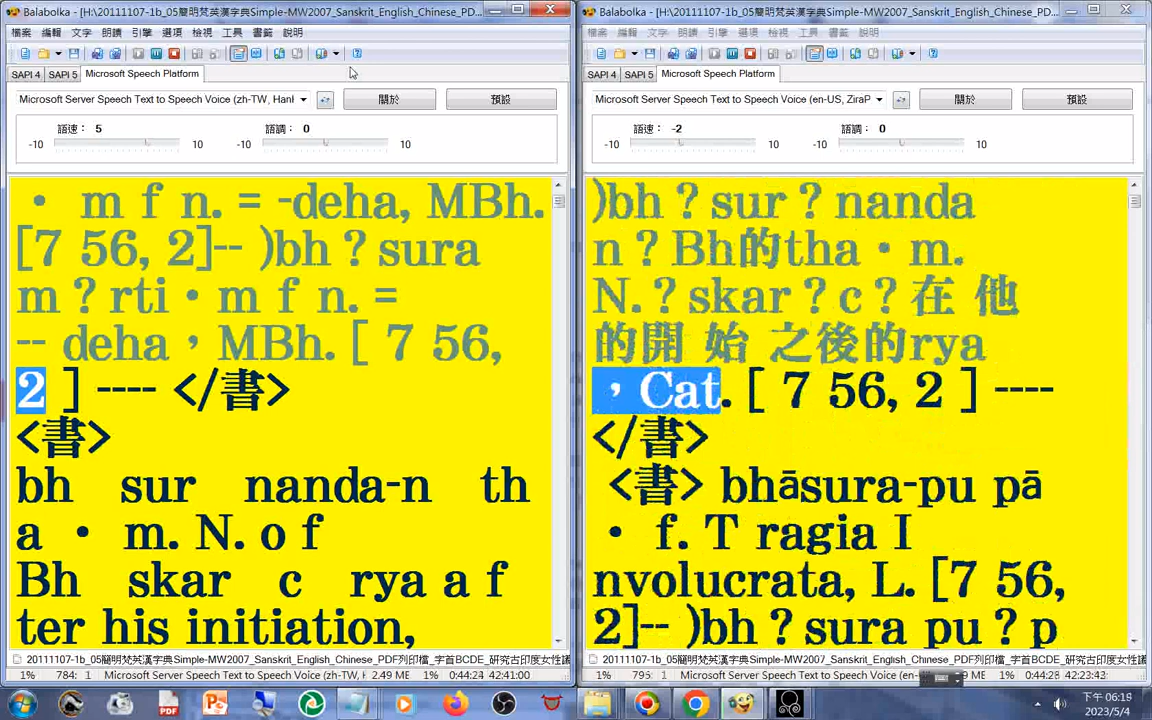 Balabolka - [H:\20111107-1b_05簡明梵英漢字典Simple-MW2007_Sanskrit_English_Chinese_PD...
檔案 編輯 文字 朗讀 引擎 選項 檢視 工具 書籤 說明
SAPI 4 SAPI 5 Microsoft Speech Platform
Microsoft Server Speech Text to Speech Voice (zh-TW, Hanl
關於
預設
語速： 5
語調： 0
-10 10 -10 10
• m f n. = -deha, MBh.
[7 56, 2]-- )bh？sura
m？rti • m f n. =
-- deha，MBh. [ 7 56,
2 ] ---- </書>
<書>
bh sur nanda-n th
a • m. N. o f
Bh skar c rya a f
ter his initiation,
20111107-1b_05簡明梵英漢字典Simple-MW2007_Sanskrit_English_Chinese_PDF列印檔_字首BCDE_研究古印度女性議
1% 784: 1 Microsoft Server Speech Text to Speech Voice (zh-TW, H 2.49 MB 1% 0:44:24 42:41:00
Balabolka - [H:\20111107-1b_05簡明梵英漢字典Simple-MW2007_Sanskrit_English_Chinese_PD...
檔案 編輯 文字 朗讀 引擎 選項 檢視 工具 書籤 說明
SAPI 4 SAPI 5 Microsoft Speech Platform
Microsoft Server Speech Text to Speech Voice (en-US, ZiraP
關於
預設
語速： -2
語調： 0
-10 10 -10 10
)bh？sur？nanda
n？Bh的tha • m.
N.？skar？c？在 他
的開 始 之後的rya
，Cat. [ 7 56, 2 ] ----
</書>
<書> bhāsura-pu pā
• f. T ragia I
nvolucrata, L. [7 56,
2]-- )bh？sura pu？p
20111107-1b_05簡明梵英漢字典Simple-MW2007_Sanskrit_English_Chinese_PDF列印檔_字首BCDE_研究古印度女性議
1% 795: 1 Microsoft Server Speech Text to Speech Voice (en-U 9 MB 1% 0:44:28 42:23:43
下午 06:18
2023/5/4